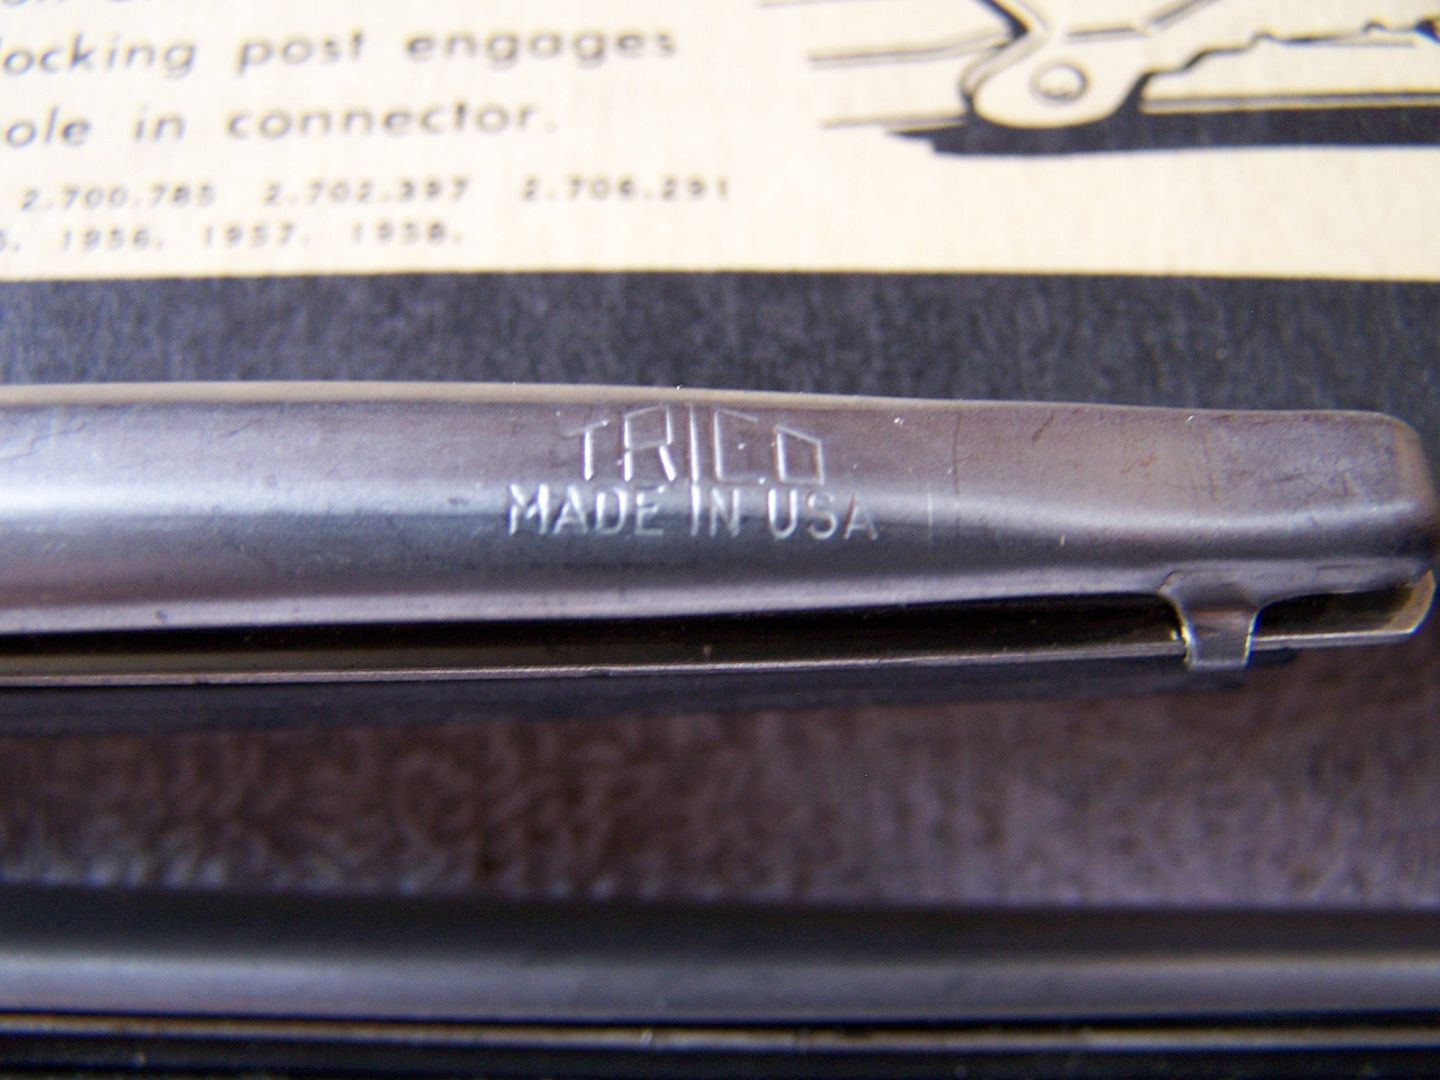 locking post engages
hole in connector.
2.700.785 2.702.397 2.706.291
1956. 1957. 1958.
TRICO
MADE IN USA